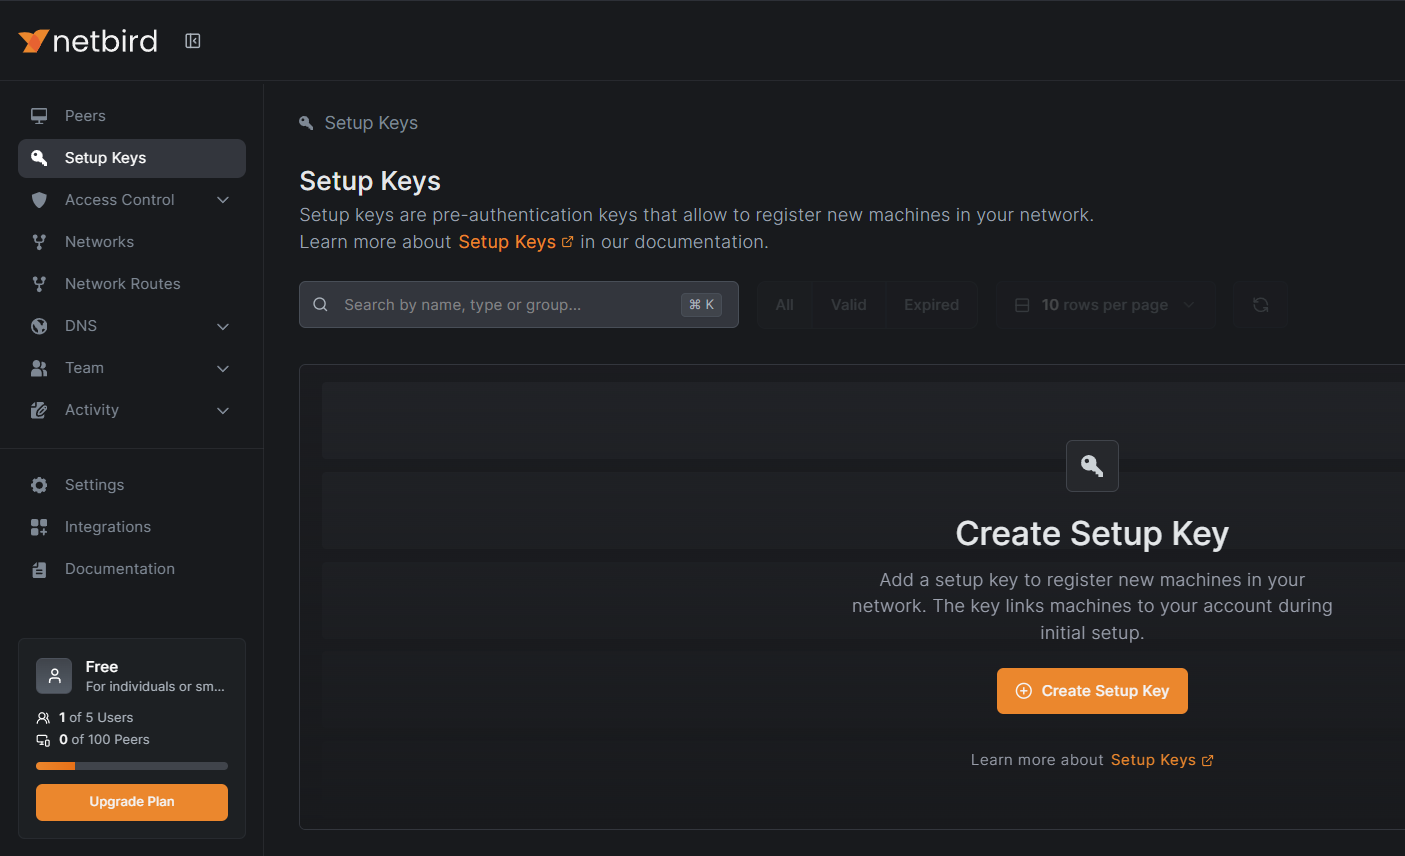 netbird
Peers
Setup Keys
Access Control
Networks
Network Routes
DNS
Team
Activity
Settings
Integrations
Documentation
Free
For individuals or sm...
1 of 5 Users
0 of 100 Peers
Upgrade Plan
Setup Keys
Setup Keys
Setup keys are pre-authentication keys that allow to register new machines in your network.
Learn more about Setup Keys in our documentation.
Search by name, type or group... ⌘ K All Valid Expired 10 rows per page
Create Setup Key
Add a setup key to register new machines in your
network. The key links machines to your account during
initial setup.
Create Setup Key
Learn more about Setup Keys